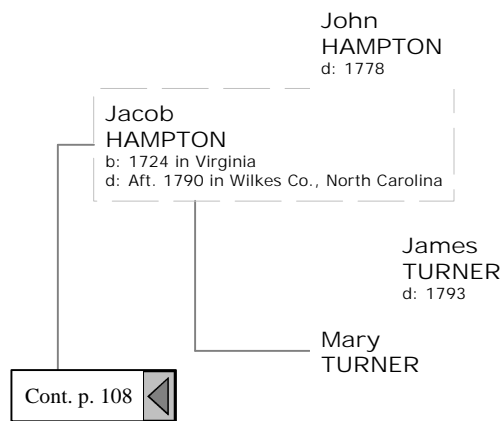 John
HAMPTON
d: 1778
Jacob
HAMPTON
b: 1724 in Virginia
d: Aft. 1790 in Wilkes Co., North Carolina
James
TURNER
d: 1793
Mary
TURNER
Cont. p. 108